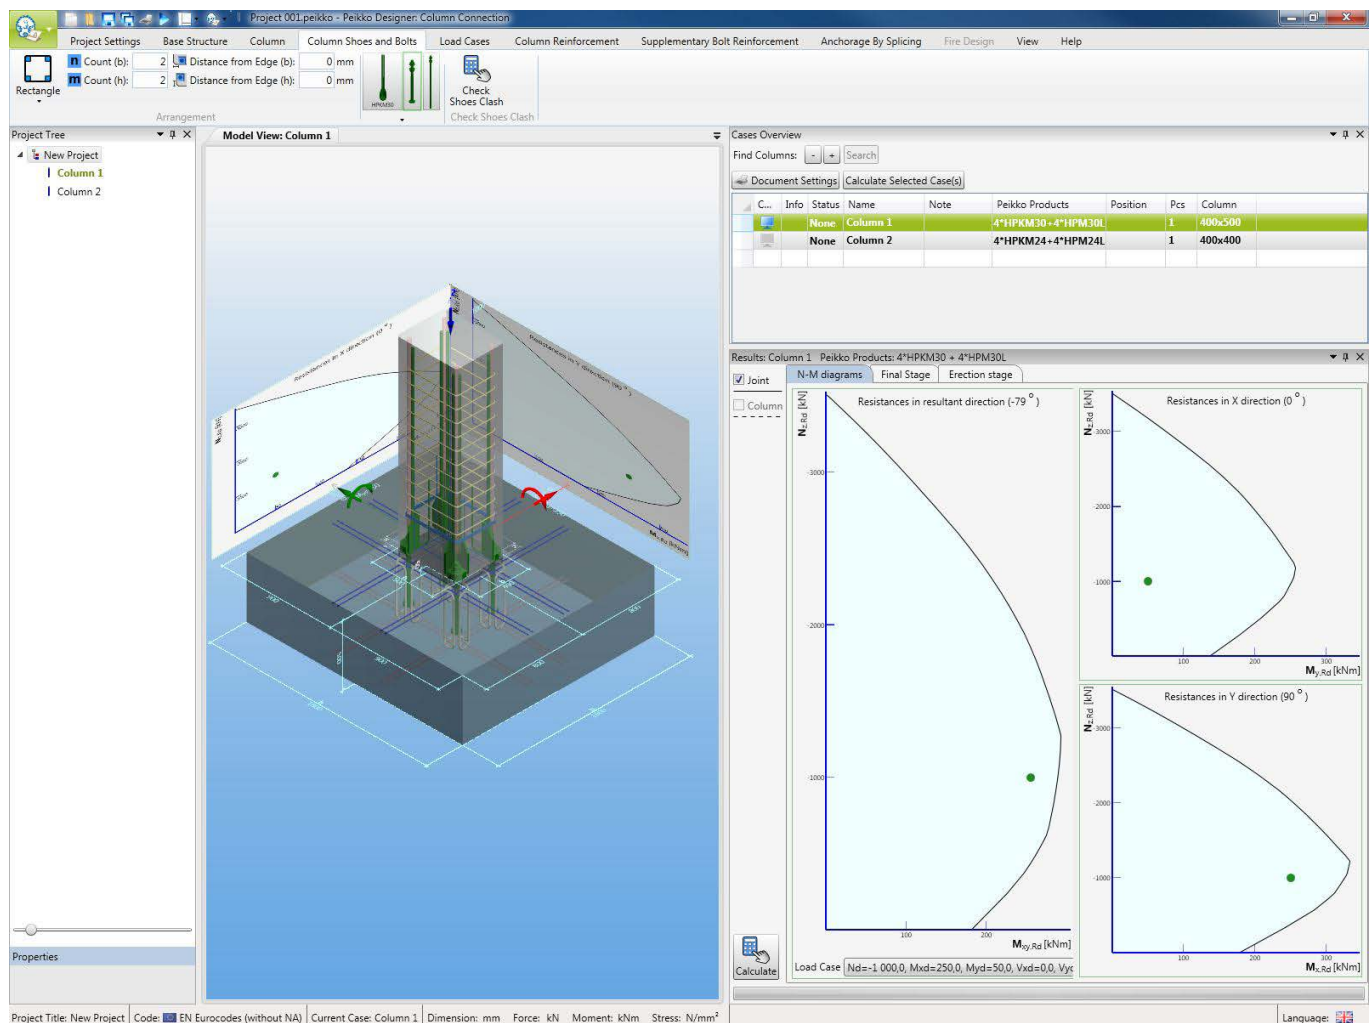 Project 001.peikko - Peikko Designer: Column Connection
Project Settings Base Structure Column Column Shoes and Bolts Load Cases Column Reinforcement Supplementary Bolt Reinforcement Anchorage By Splicing Fire Design View Help
n Count (b): 2 Distance from Edge (b): 0 mm
m Count (h): 2 Distance from Edge (h): 0 mm
Rectangle
HPKM30
Check
Shoes Clash
Arrangement
Check Shoes Clash
Project Tree
New Project
Column 1
Column 2
Properties
Model View: Column 1
Resistances in X direction (0°)
Resistances in Y direction (90°)
Cases Overview
Find Columns: - + Search
Document Settings Calculate Selected Case(s)
C... Info Status Name Note Peikko Products Position Pcs Column
None Column 1 4*HPKM30+4*HPM30L 1 400x500
None Column 2 4*HPKM24+4*HPM24L 1 400x400
Results: Column 1 Peikko Products: 4*HPKM30 + 4*HPM30L
Joint
Column
N-M diagrams Final Stage Erection stage
Resistances in resultant direction (-79°)
Nz,Rd [kN]
-3000
-2000
-1000
100 200
Mxy,Rd [kNm]
Resistances in X direction (0°)
Nz,Rd [kN]
-3000
-2000
-1000
100 200 300
My,Rd [kNm]
Resistances in Y direction (90°)
Nz,Rd [kN]
-3000
-2000
-1000
100 200 300
Mx,Rd [kNm]
Calculate
Load Case Nd=-1 000,0, Mxd=250,0, Myd=50,0, Vxd=0,0, Vyc
Project Title: New Project Code: EN Eurocodes (without NA) Current Case: Column 1 Dimension: mm Force: kN Moment: kNm Stress: N/mm² Language: